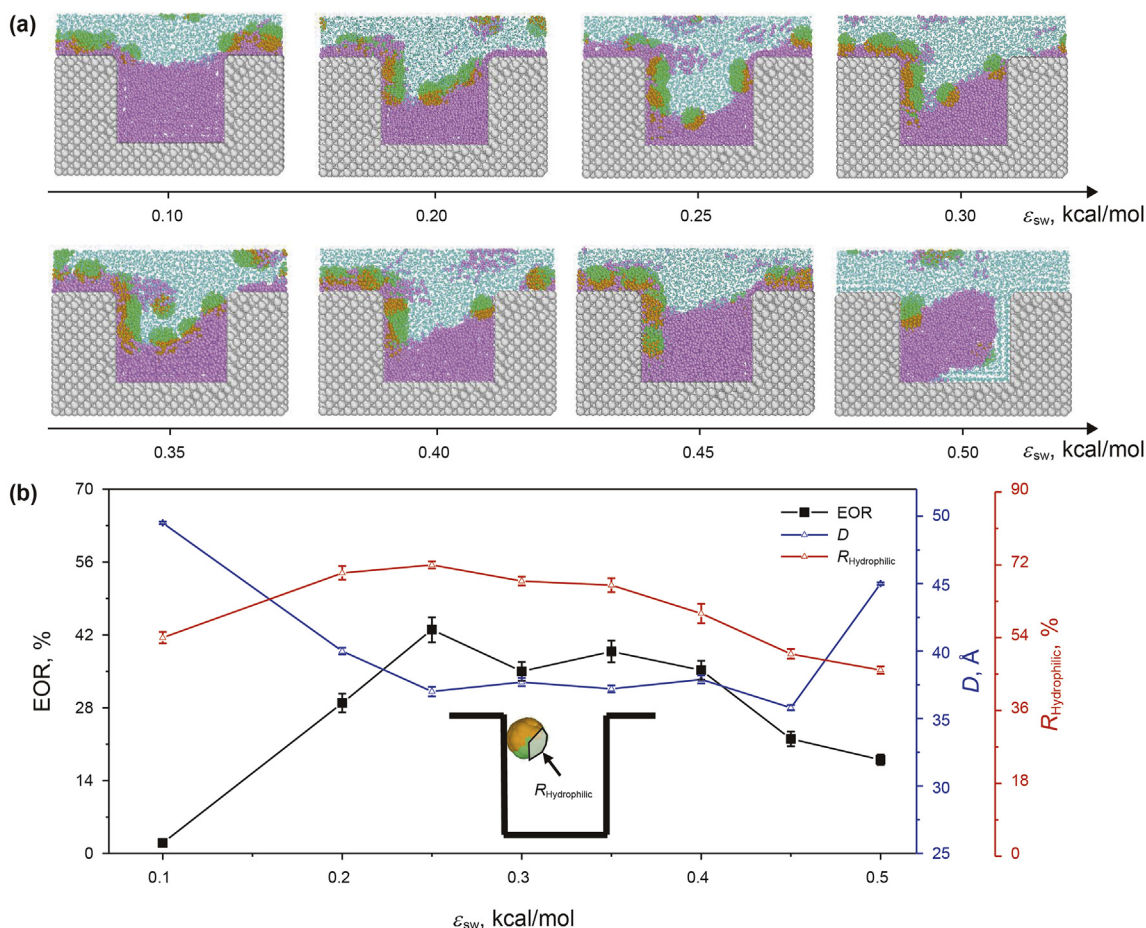 (a)
0.10 0.20 0.25 0.30 εsw, kcal/mol
0.35 0.40 0.45 0.50 εsw, kcal/mol
(b)
70 50 90
EOR
D
RHydrophilic
56 45 72
42 40 54
28 35 36
14 30 18
0 25 0
EOR, %
D, Å
RHydrophilic, %
RHydrophilic
0.1 0.2 0.3 0.4 0.5
εsw, kcal/mol